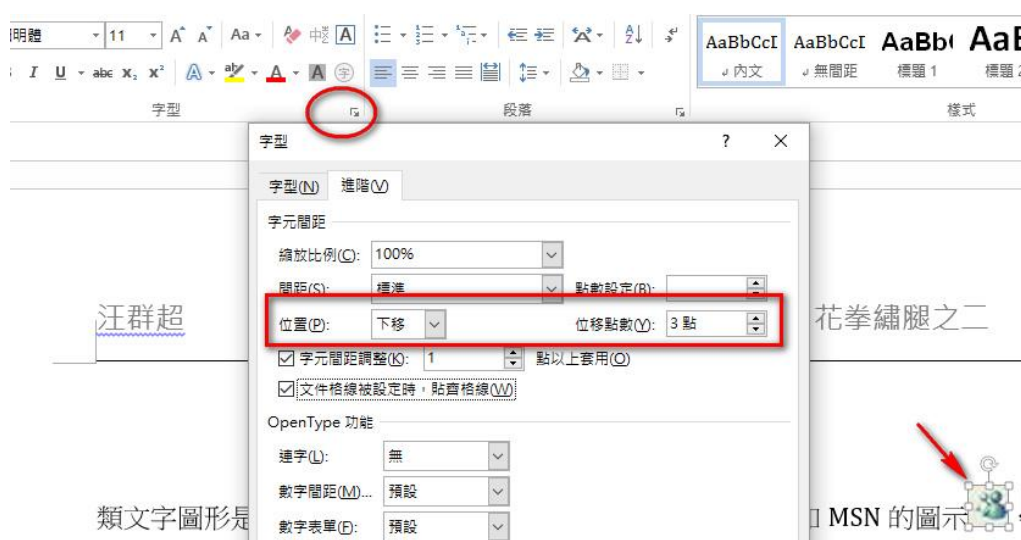 明體 11 Aa 中
AaBbCcI AaBbCcI AaBb AaB
I U abc X₂ X² A ab A A 字
↲內文 ↲無間距 標題 1 標題 2
字型 段落 樣式
字型 ? ×
字型(N) 進階(V)
字元間距
縮放比例(C): 100%
間距(S): 標準 點數設定(B):
位置(P): 下移 位移點數(Y): 3 點
字元間距調整(K): 1 點以上套用(O)
文件格線被設定時，貼齊格線(W)
汪群超 花拳繡腿之二
OpenType 功能
連字(L): 無
數字間距(M)... 預設
數字表單(F): 預設
類文字圖形是 MSN 的圖示